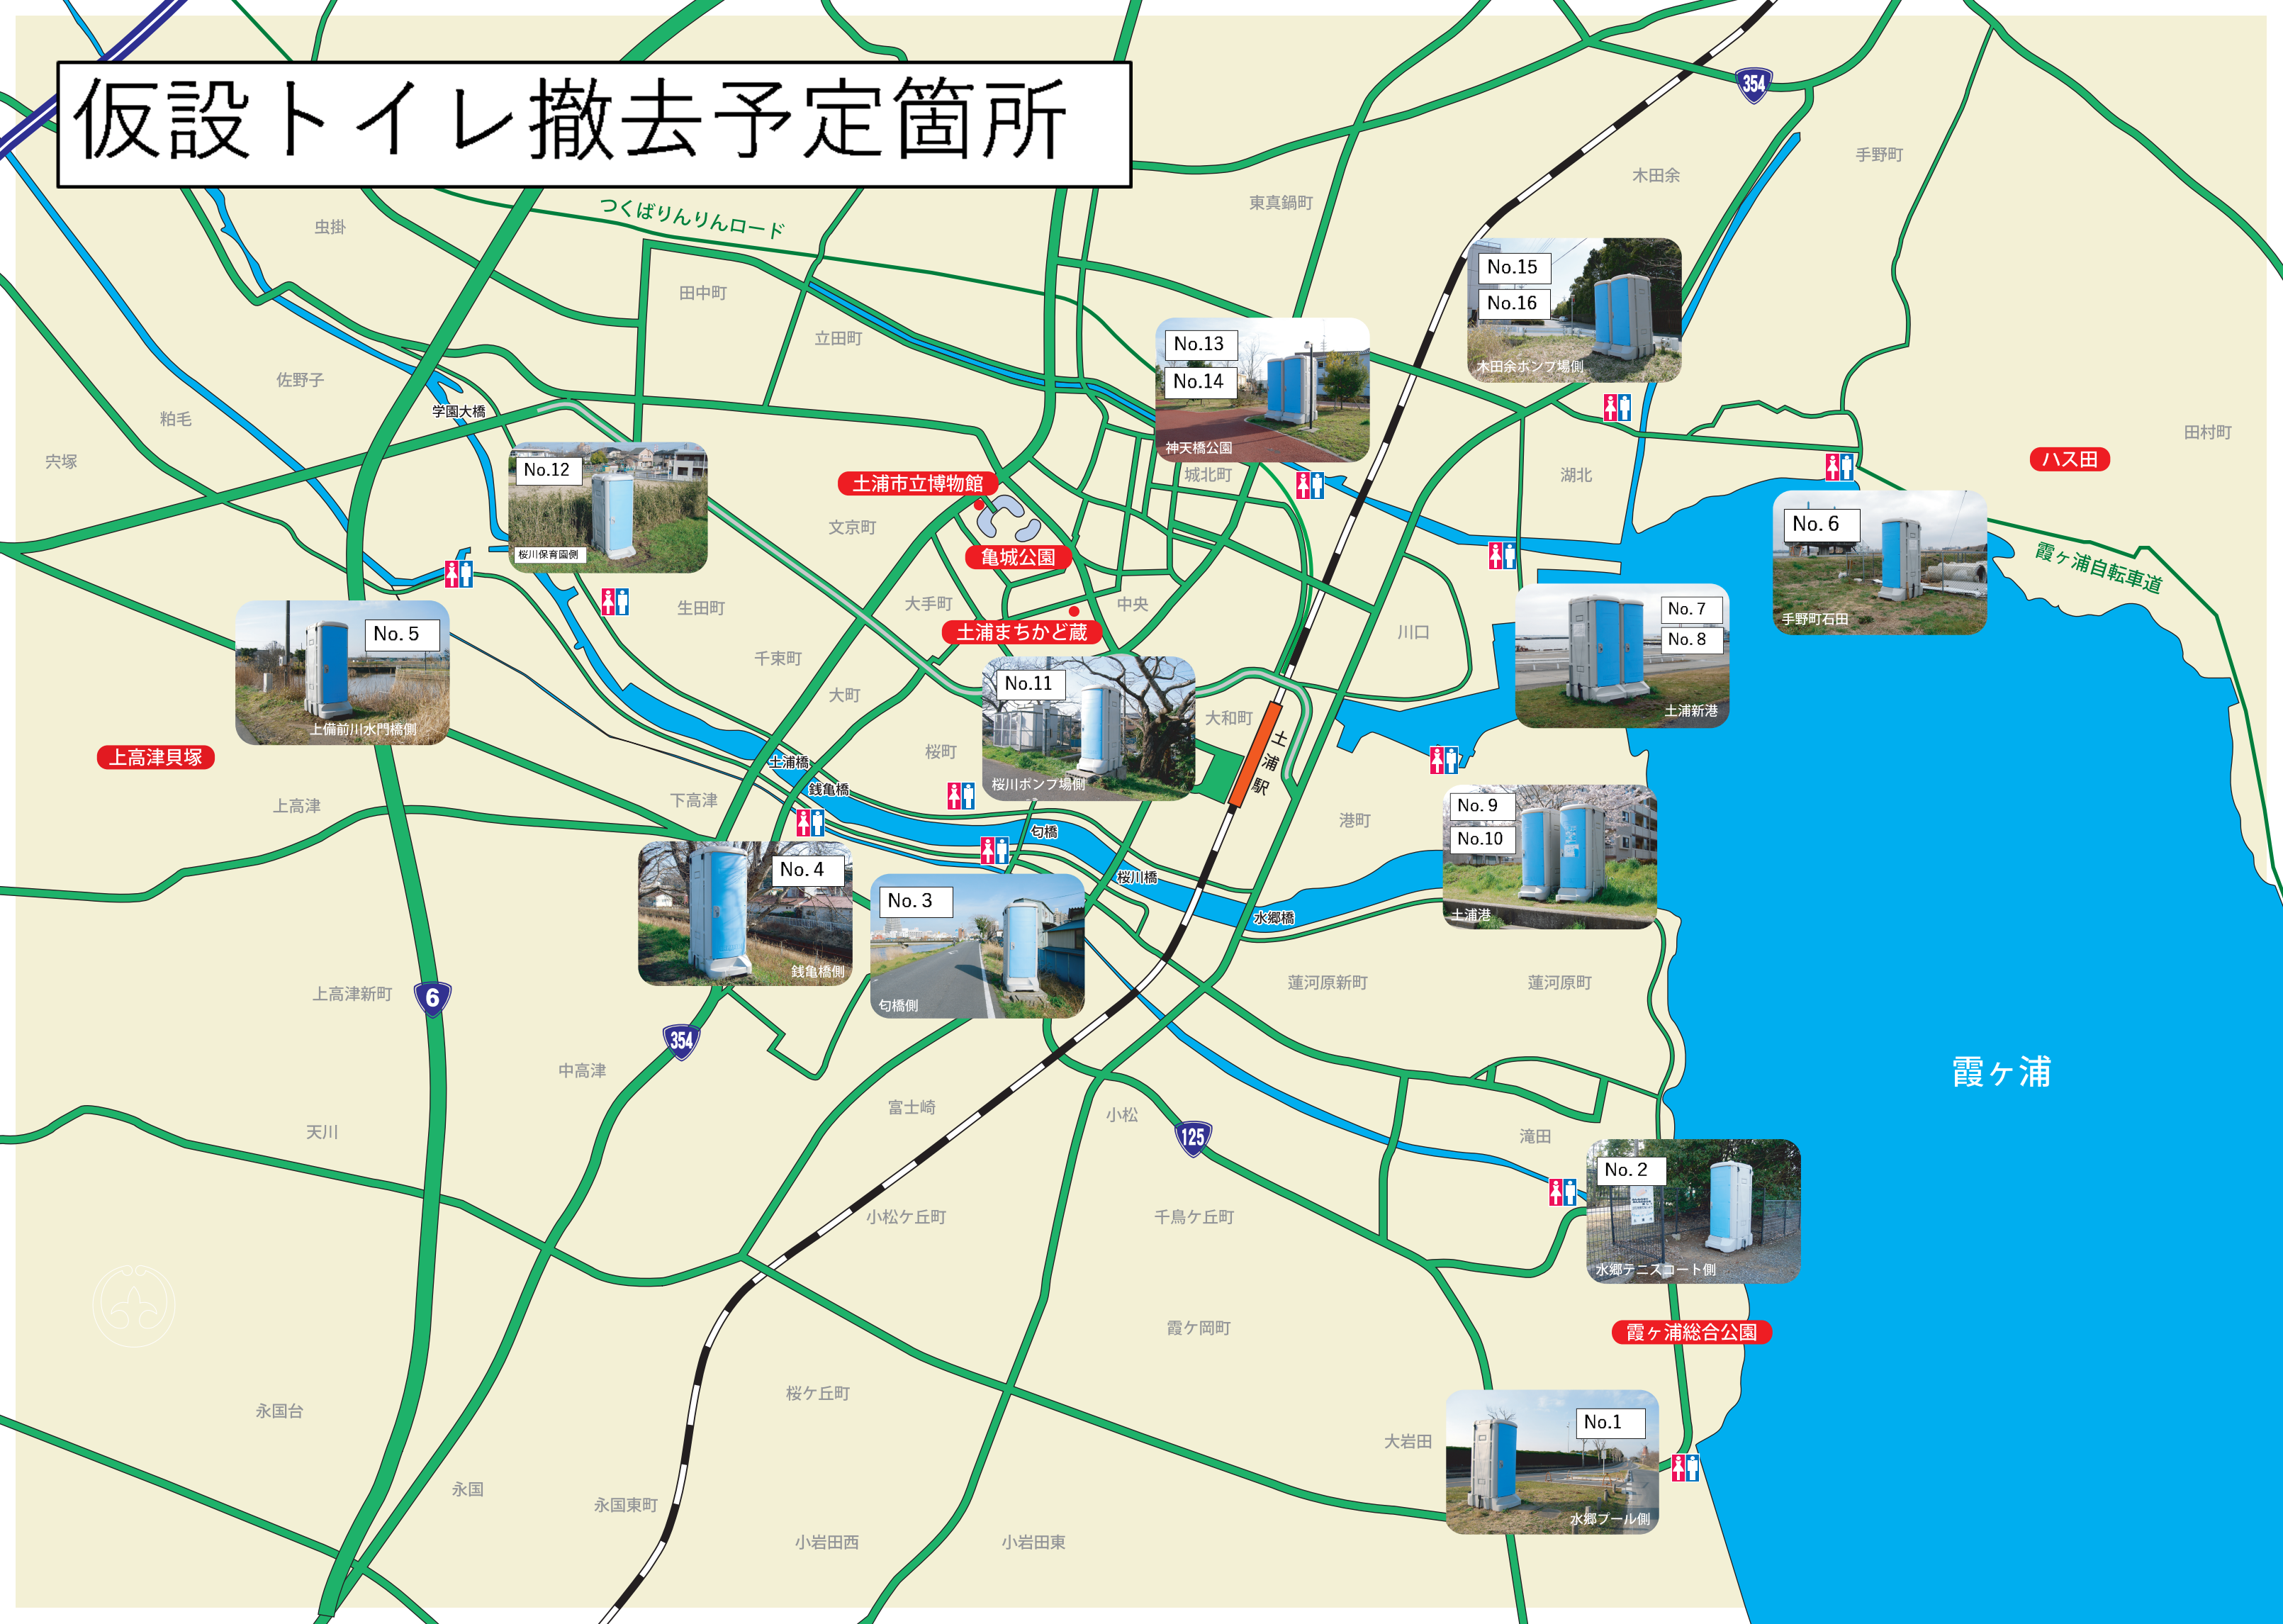 仮設トイレ撤去予定箇所
354
手野町
木田余
東真鍋町
つくばりんりんロード
虫掛
田中町
立田町
No.15
No.16
木田余ポンプ場側
No.13
No.14
神天橋公園
佐野子
学園大橋
粕毛
宍塚
田村町
ハス田
湖北
城北町
No.12
桜川保育園側
土浦市立博物館
文京町
亀城公園
No. 6
手野町石田
霞ヶ浦自転車道
大手町
中央
生田町
土浦まちかど蔵
川口
No. 7
No. 8
土浦新港
No. 5
上備前川水門橋側
千束町
大町
No.11
桜川ポンプ場側
大和町
土浦駅
桜町
上高津貝塚
土浦橋
銭亀橋
下高津
上高津
匂橋
港町
No. 9
No.10
土浦港
No. 4
銭亀橋側
No. 3
匂橋側
桜川橋
水郷橋
蓮河原新町
蓮河原町
上高津新町
6
354
霞ヶ浦
中高津
富士崎
小松
125
滝田
天川
No. 2
水郷テニスコート側
小松ケ丘町
千鳥ケ丘町
霞ケ岡町
霞ヶ浦総合公園
桜ケ丘町
永国台
大岩田
No.1
水郷プール側
永国
永国東町
小岩田西
小岩田東